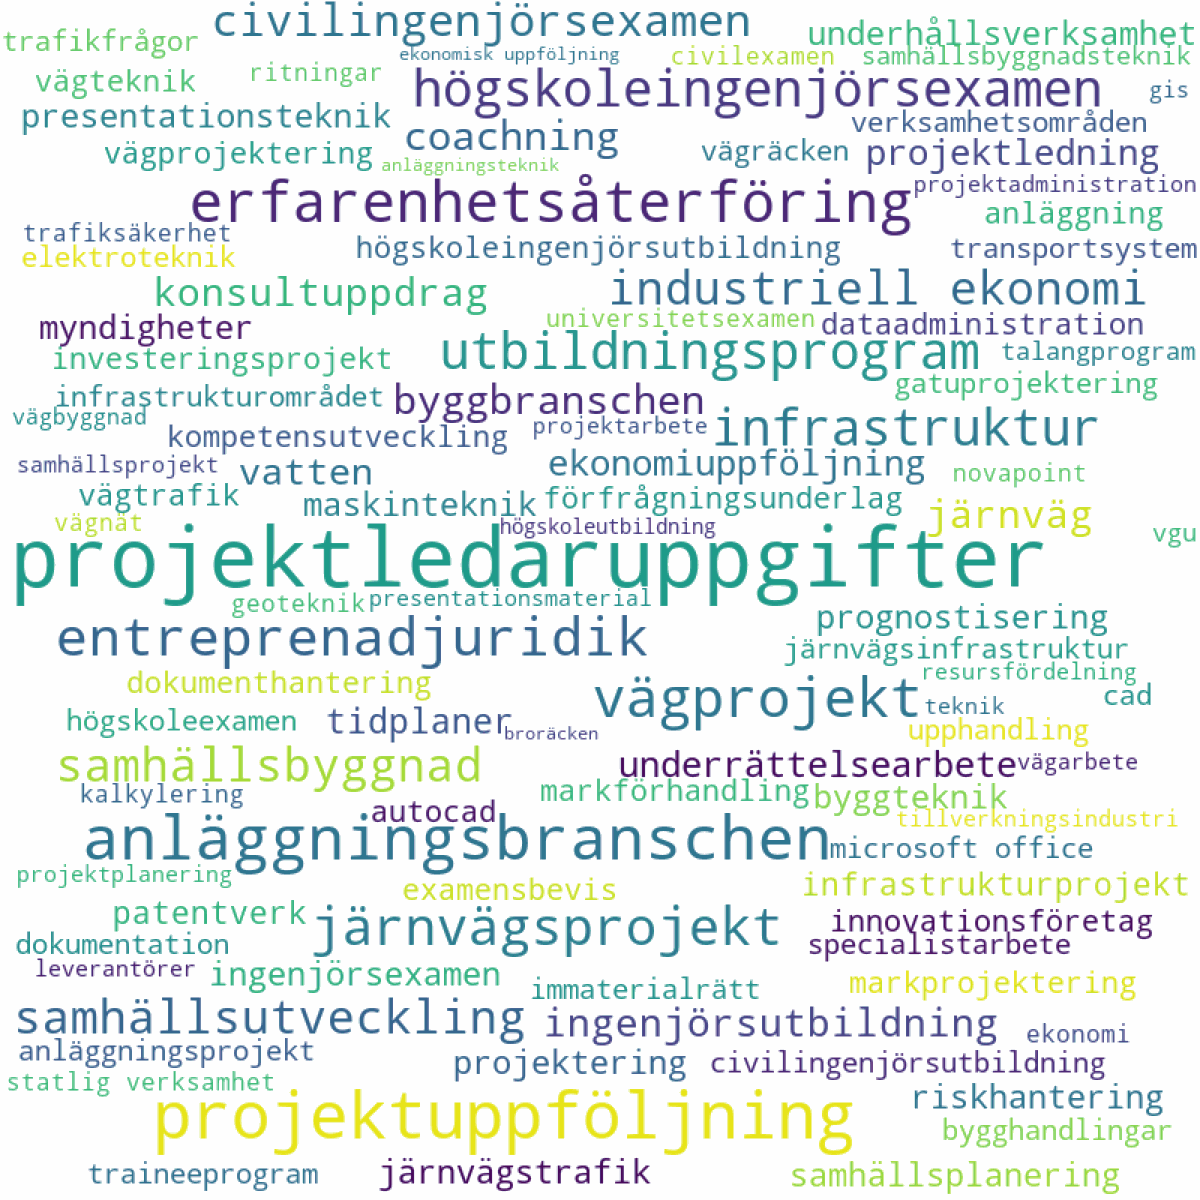 civilingenjörsexamen
underhållsverksamhet
trafikfrågor
ekonomisk uppföljning
civilexamen
samhällsbyggnadsteknik
vägteknik
ritningar
högskoleingenjörsexamen
gis
presentationsteknik
coachning
verksamhetsområden
vägprojektering
anläggningsteknik
vägräcken
projektledning
erfarenhetsåterföring
projektadministration
anläggning
trafiksäkerhet
elektroteknik
högskoleingenjörsutbildning
transportsystem
konsultuppdrag
industriell ekonomi
myndigheter
universitetsexamen
dataadministration
investeringsprojekt
utbildningsprogram
talangprogram
infrastrukturområdet
byggbranschen
gatuprojektering
vägbyggnad
kompetensutveckling
projektarbete
infrastruktur
samhällsprojekt
vatten
ekonomiuppföljning
novapoint
vägtrafik
maskinteknik
förfrågningsunderlag
järnväg
vägnät
högskoleutbildning
vgu
projektledaruppgifter
geoteknik
presentationsmaterial
prognostisering
entreprenadjuridik
järnvägsinfrastruktur
resursfördelning
dokumenthantering
vägprojekt
teknik
cad
högskoleexamen
tidplaner
broräcken
upphandling
samhällsbyggnad
underrättelsearbete
vägarbete
kalkylering
autocad
markförhandling
byggteknik
tillverkningsindustri
anläggningsbranschen
microsoft office
projektplanering
examensbevis
infrastrukturprojekt
patentverk
järnvägsprojekt
innovationsföretag
dokumentation
specialistarbete
leverantörer
ingenjörsexamen
immaterialrätt
markprojektering
samhällsutveckling
ingenjörsutbildning
ekonomi
anläggningsprojekt
projektering
civilingenjörsutbildning
statlig verksamhet
projektuppföljning
riskhantering
bygghandlingar
traineeprogram
järnvägstrafik
samhällsplanering